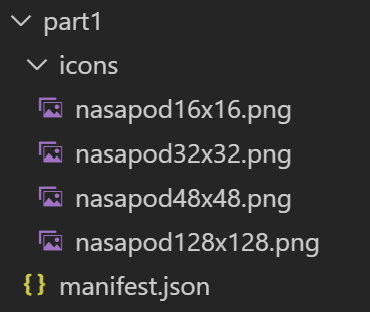 part1
icons
nasapod16x16.png
nasapod32x32.png
nasapod48x48.png
nasapod128x128.png
{} manifest.json